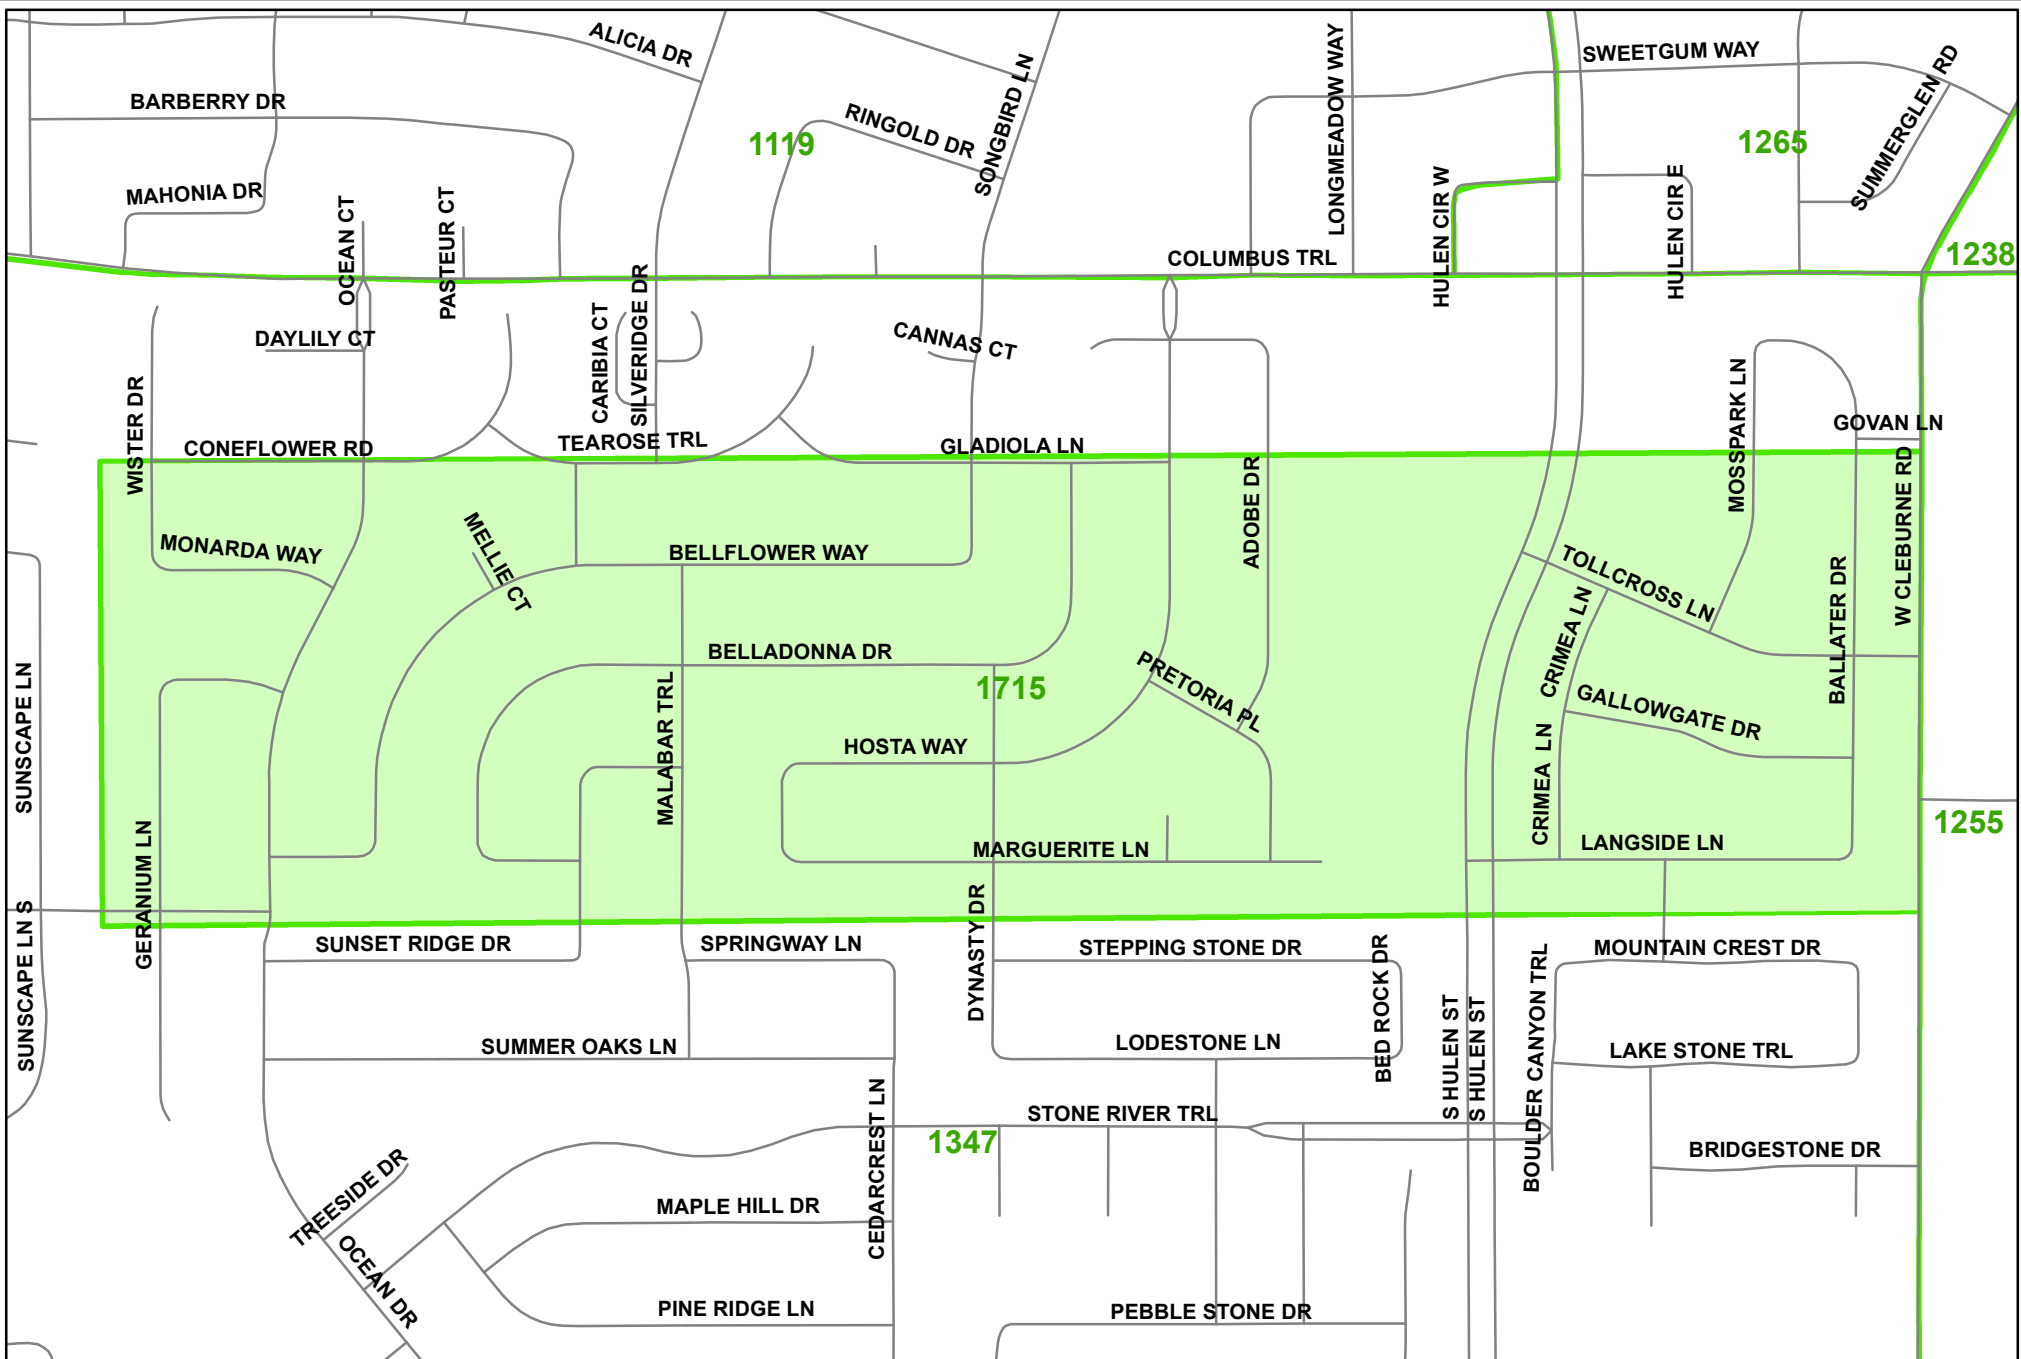 ALICIA DR
SWEETGUM WAY
BARBERRY DR
RINGOLD DR
SONGBIRD LN
LONGMEADOW WAY
SUMMERGLEN RD
1119
1265
MAHONIA DR
OCEAN CT
PASTEUR CT
HULEN CIR W
HULEN CIR E
COLUMBUS TRL
1238
DAYLILY CT
CARIBIA CT
SILVERIDGE DR
CANNAS CT
WISTER DR
MOSSPARK LN
GOVAN LN
CONEFLOWER RD
TEAROSE TRL
GLADIOLA LN
ADOBE DR
W CLEBURNE RD
MONARDA WAY
MELLIE CT
BELLFLOWER WAY
TOLLCROSS LN
CRIMEA LN
BALLATER DR
BELLADONNA DR
PRETORIA PL
1715
SUNSCAPE LN
MALABAR TRL
GALLOWGATE DR
HOSTA WAY
CRIMEA LN
1255
GERANIUM LN
MARGUERITE LN
LANGSIDE LN
SUNSCAPE LN S
SUNSET RIDGE DR
SPRINGWAY LN
DYNASTY DR
STEPPING STONE DR
BED ROCK DR
MOUNTAIN CREST DR
SUMMER OAKS LN
LODESTONE LN
S HULEN ST
S HULEN ST
BOULDER CANYON TRL
LAKE STONE TRL
CEDARCREST LN
STONE RIVER TRL
1347
BRIDGESTONE DR
TREESIDE DR
MAPLE HILL DR
OCEAN DR
PINE RIDGE LN
PEBBLE STONE DR